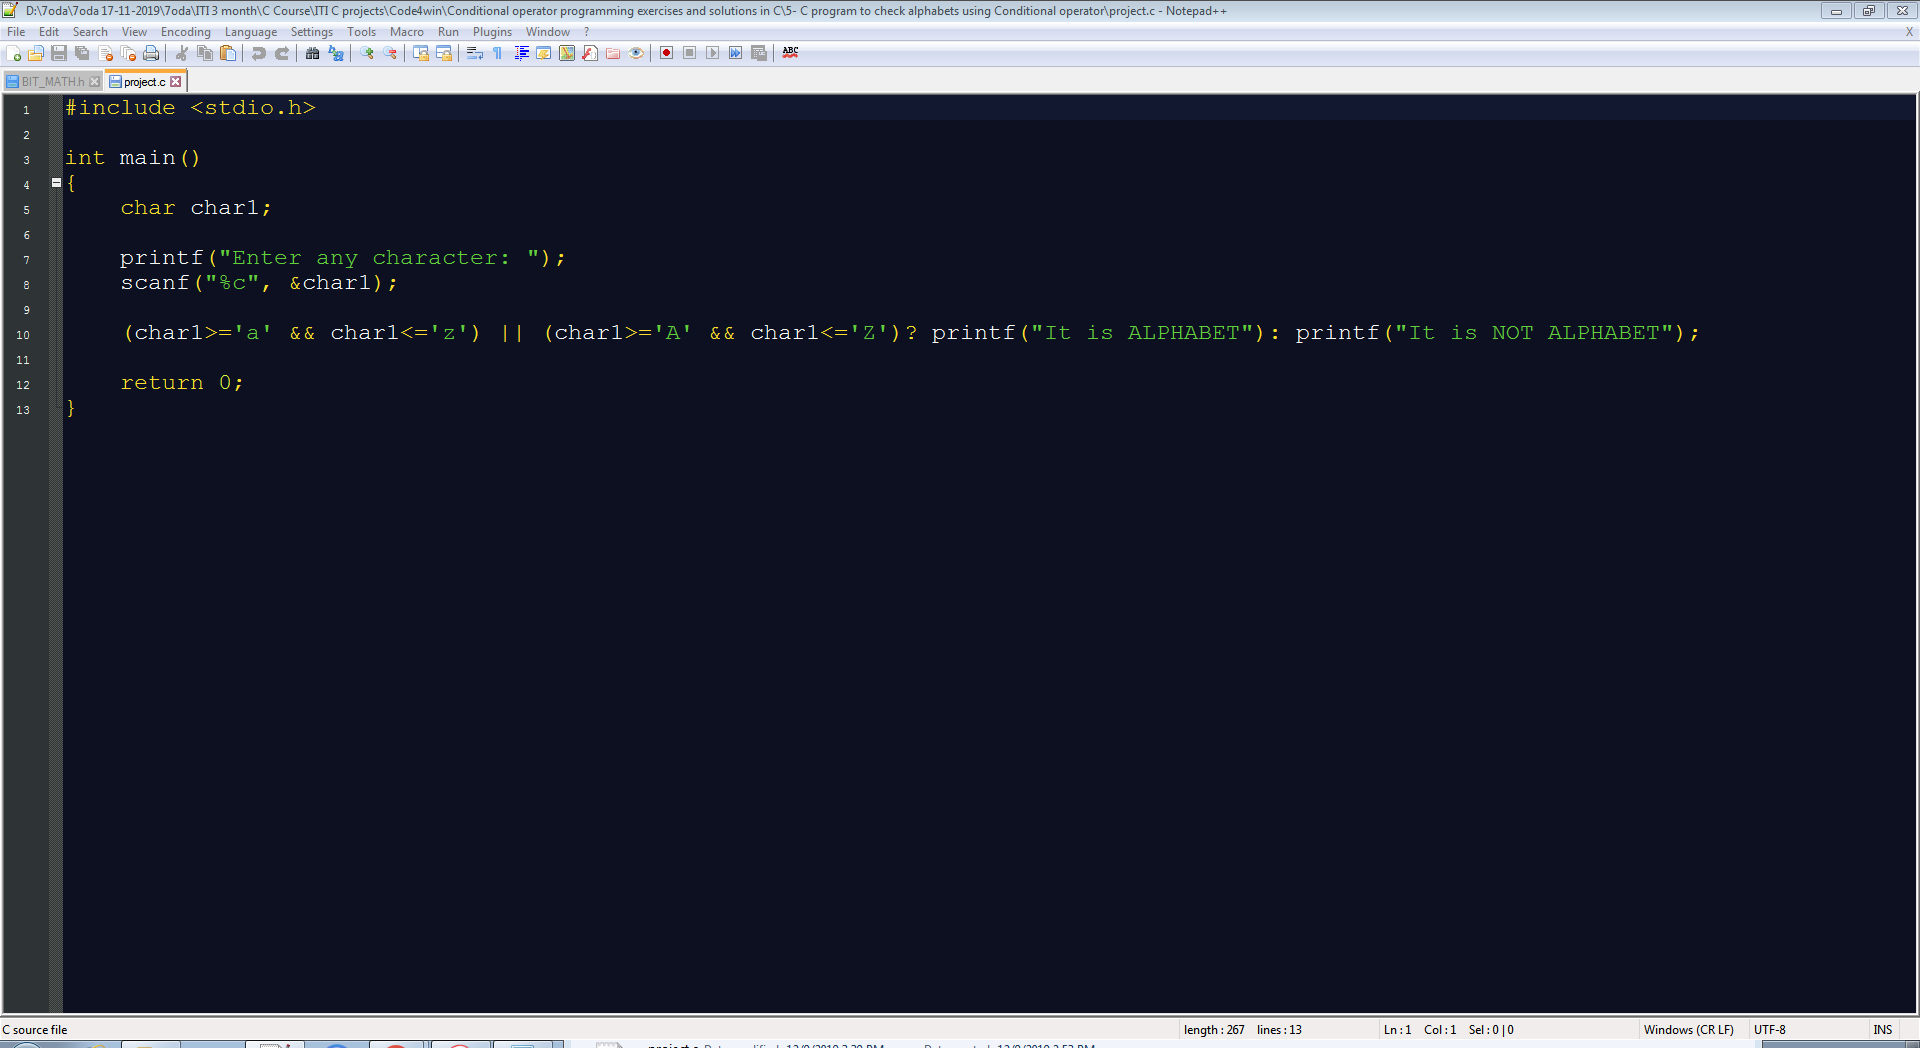 D:\7oda\7oda 17-11-2019\7oda\ITI 3 month\C Course\ITI C projects\Code4win\Conditional operator programming exercises and solutions in C\5- C program to check alphabets using Conditional operator\project.c - Notepad++
File Edit Search View Encoding Language Settings Tools Macro Run Plugins Window ? X
ABC
BIT_MATH.h project.c
1 #include <stdio.h>
2
3 int main()
4 {
5 char char1;
6
7 printf("Enter any character: ");
8 scanf("%c", &char1);
9
10 (char1>='a' && char1<='z') || (char1>='A' && char1<='Z')? printf("It is ALPHABET"): printf("It is NOT ALPHABET");
11
12 return 0;
13 }
C source file length : 267 lines : 13 Ln : 1 Col : 1 Sel : 0 | 0 Windows (CR LF) UTF-8 INS